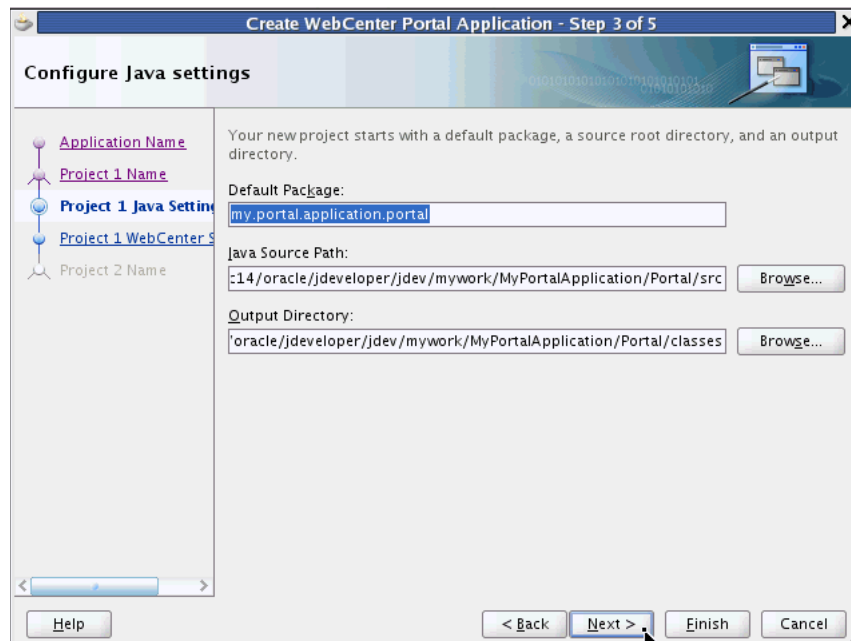 Create WebCenter Portal Application - Step 3 of 5
Configure Java settings
Application Name
Project 1 Name
Project 1 Java Setting
Project 1 WebCenter S
Project 2 Name
Your new project starts with a default package, a source root directory, and an output
directory.
Default Package:
my.portal.application.portal
Java Source Path:
:14/oracle/jdeveloper/jdev/mywork/MyPortalApplication/Portal/src
Browse...
Output Directory:
'oracle/jdeveloper/jdev/mywork/MyPortalApplication/Portal/classes
Browse...
Help
< Back
Next >
Finish
Cancel